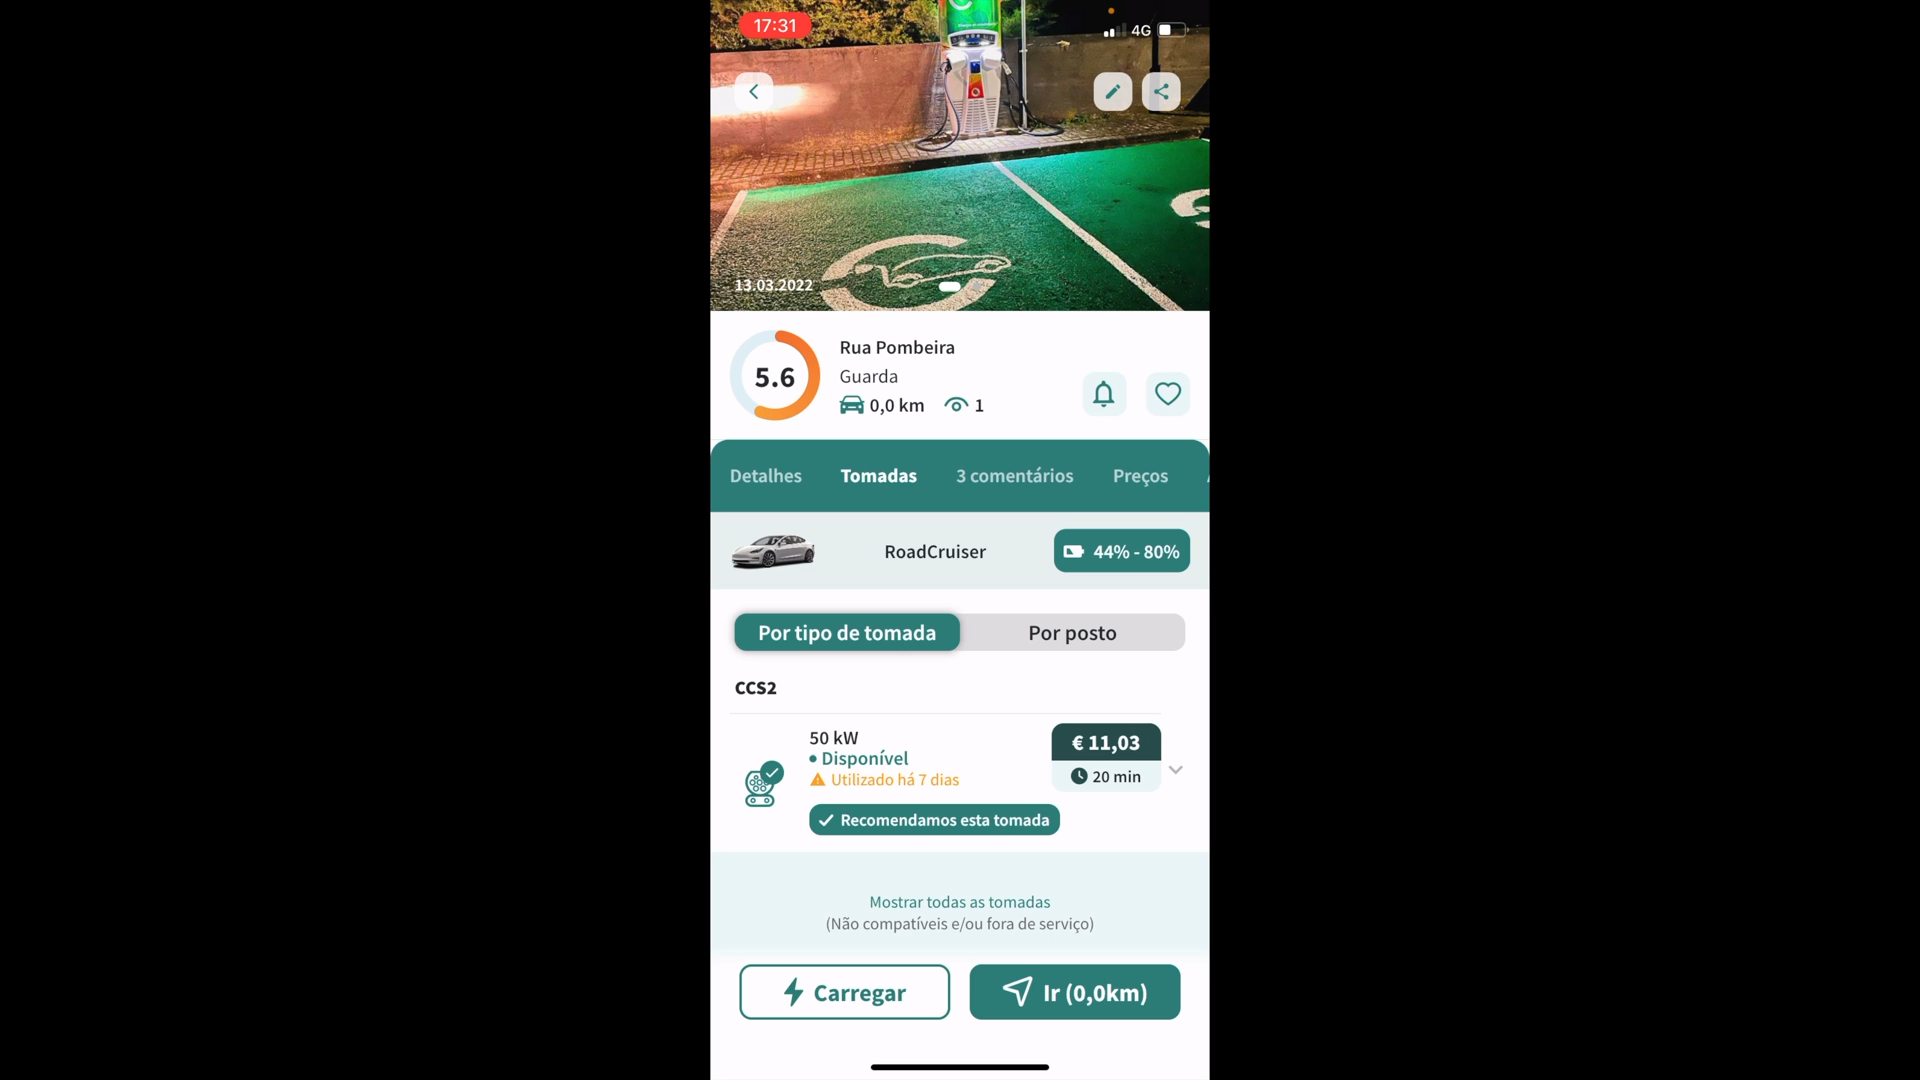 17:31
4G
13.03.2022
5.6
Rua Pombeira
Guarda
0,0 km
1
Detalhes
Tomadas
3 comentários
Preços
RoadCruiser
44% - 80%
Por tipo de tomada
Por posto
CCS2
50 kW
• Disponível
Utilizado há 7 dias
€ 11,03
20 min
Recomendamos esta tomada
Mostrar todas as tomadas
(Não compatíveis e/ou fora de serviço)
Carregar
Ir (0,0km)